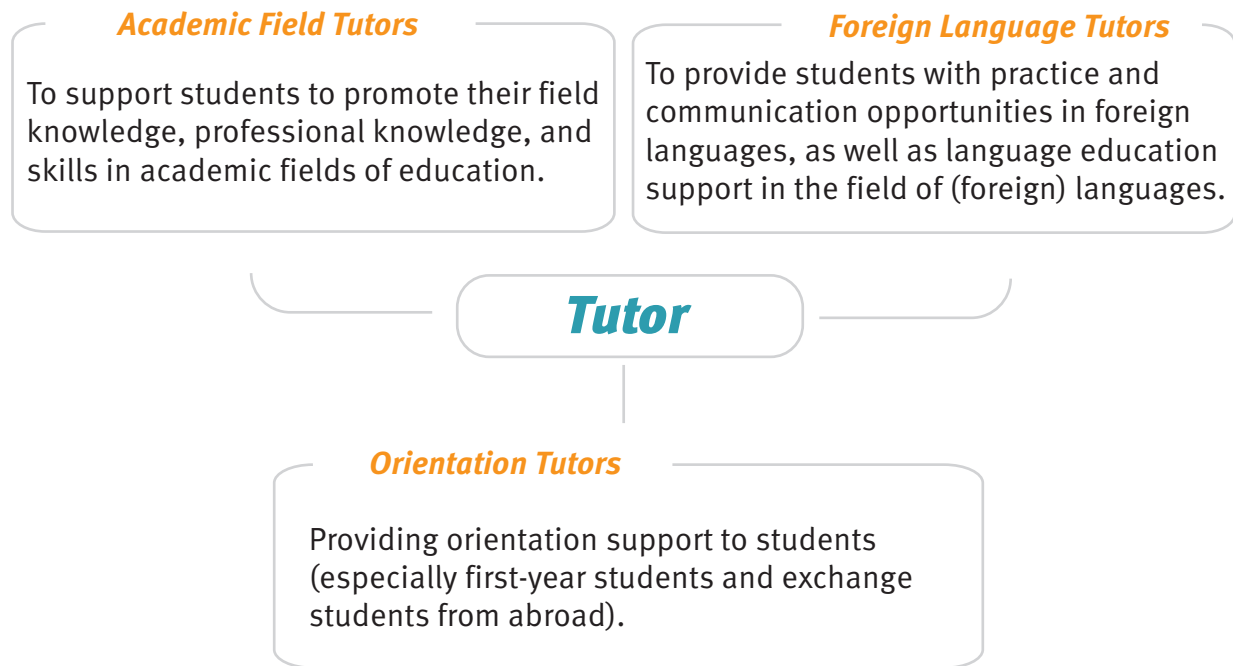 Academic Field Tutors
To support students to promote their field
knowledge, professional knowledge, and
skills in academic fields of education.
Foreign Language Tutors
To provide students with practice and
communication opportunities in foreign
languages, as well as language education
support in the field of (foreign) languages.
Tutor
Orientation Tutors
Providing orientation support to students
(especially first-year students and exchange
students from abroad).